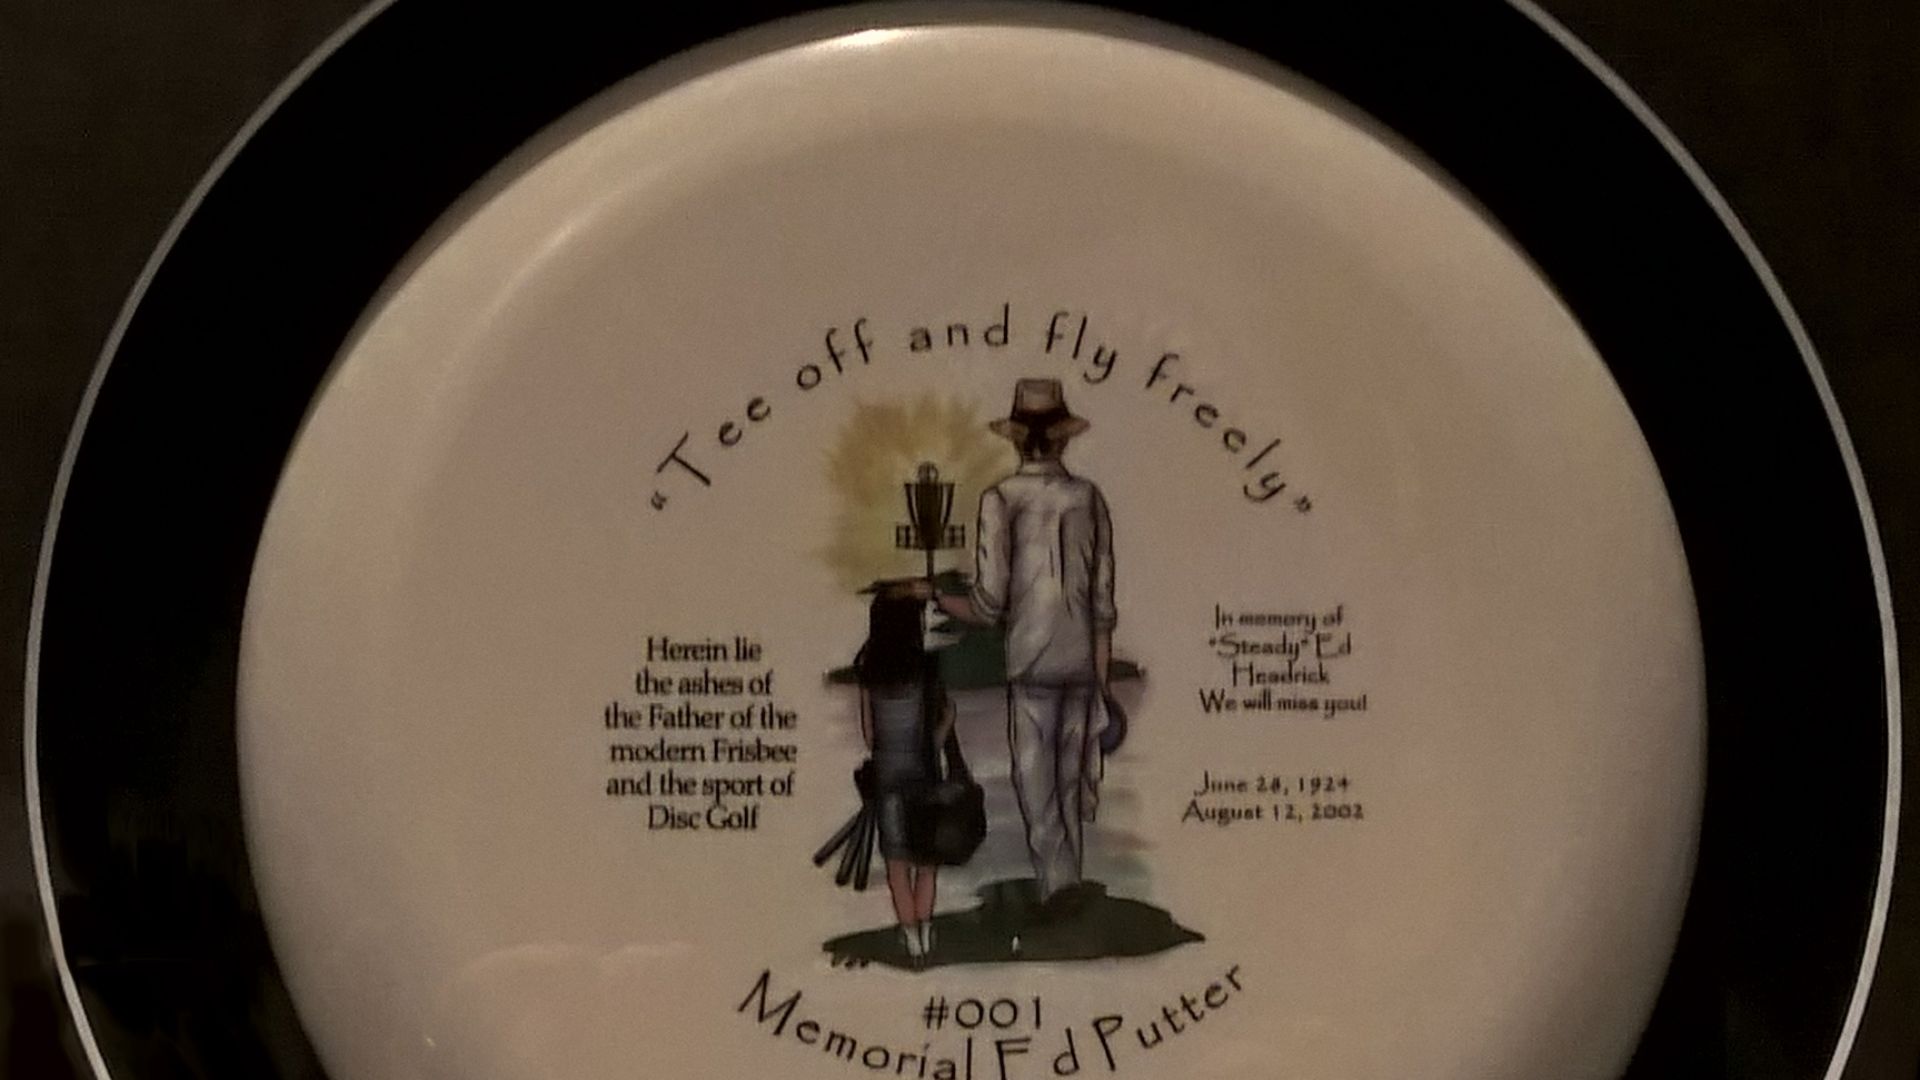 "Tee off and fly freely"
Herein lie
the ashes of
the Father of the
modern Frisbee
and the sport of
Disc Golf
In memory of
"Steady" Ed
Headrick
We will miss you!
June 28, 1924
August 12, 2002
#001
Memorial Ed Putter